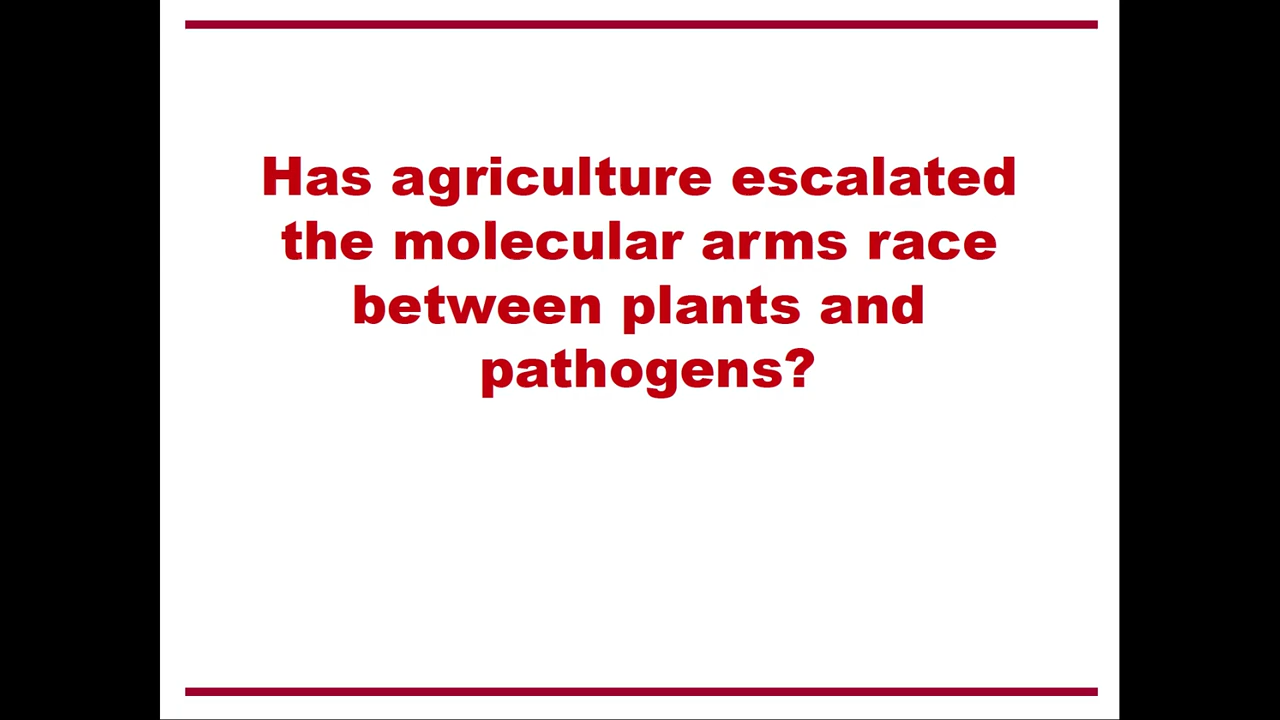 Has agriculture escalated
the molecular arms race
between plants and
pathogens?